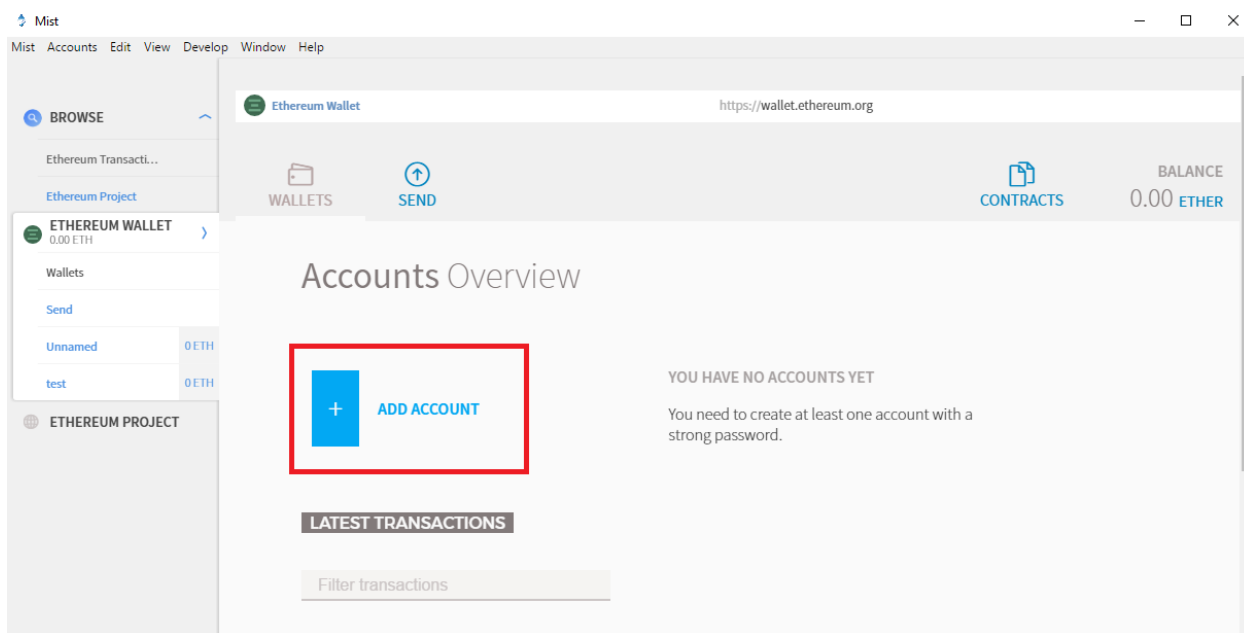 Mist
Mist Accounts Edit View Develop Window Help
BROWSE
Ethereum Transacti...
Ethereum Project
ETHEREUM WALLET
0.00 ETH
Wallets
Send
Unnamed 0 ETH
test 0 ETH
ETHEREUM PROJECT
Ethereum Wallet https://wallet.ethereum.org
WALLETS SEND CONTRACTS
BALANCE
0.00 ETHER
Accounts Overview
ADD ACCOUNT
YOU HAVE NO ACCOUNTS YET
You need to create at least one account with a
strong password.
LATEST TRANSACTIONS
Filter transactions